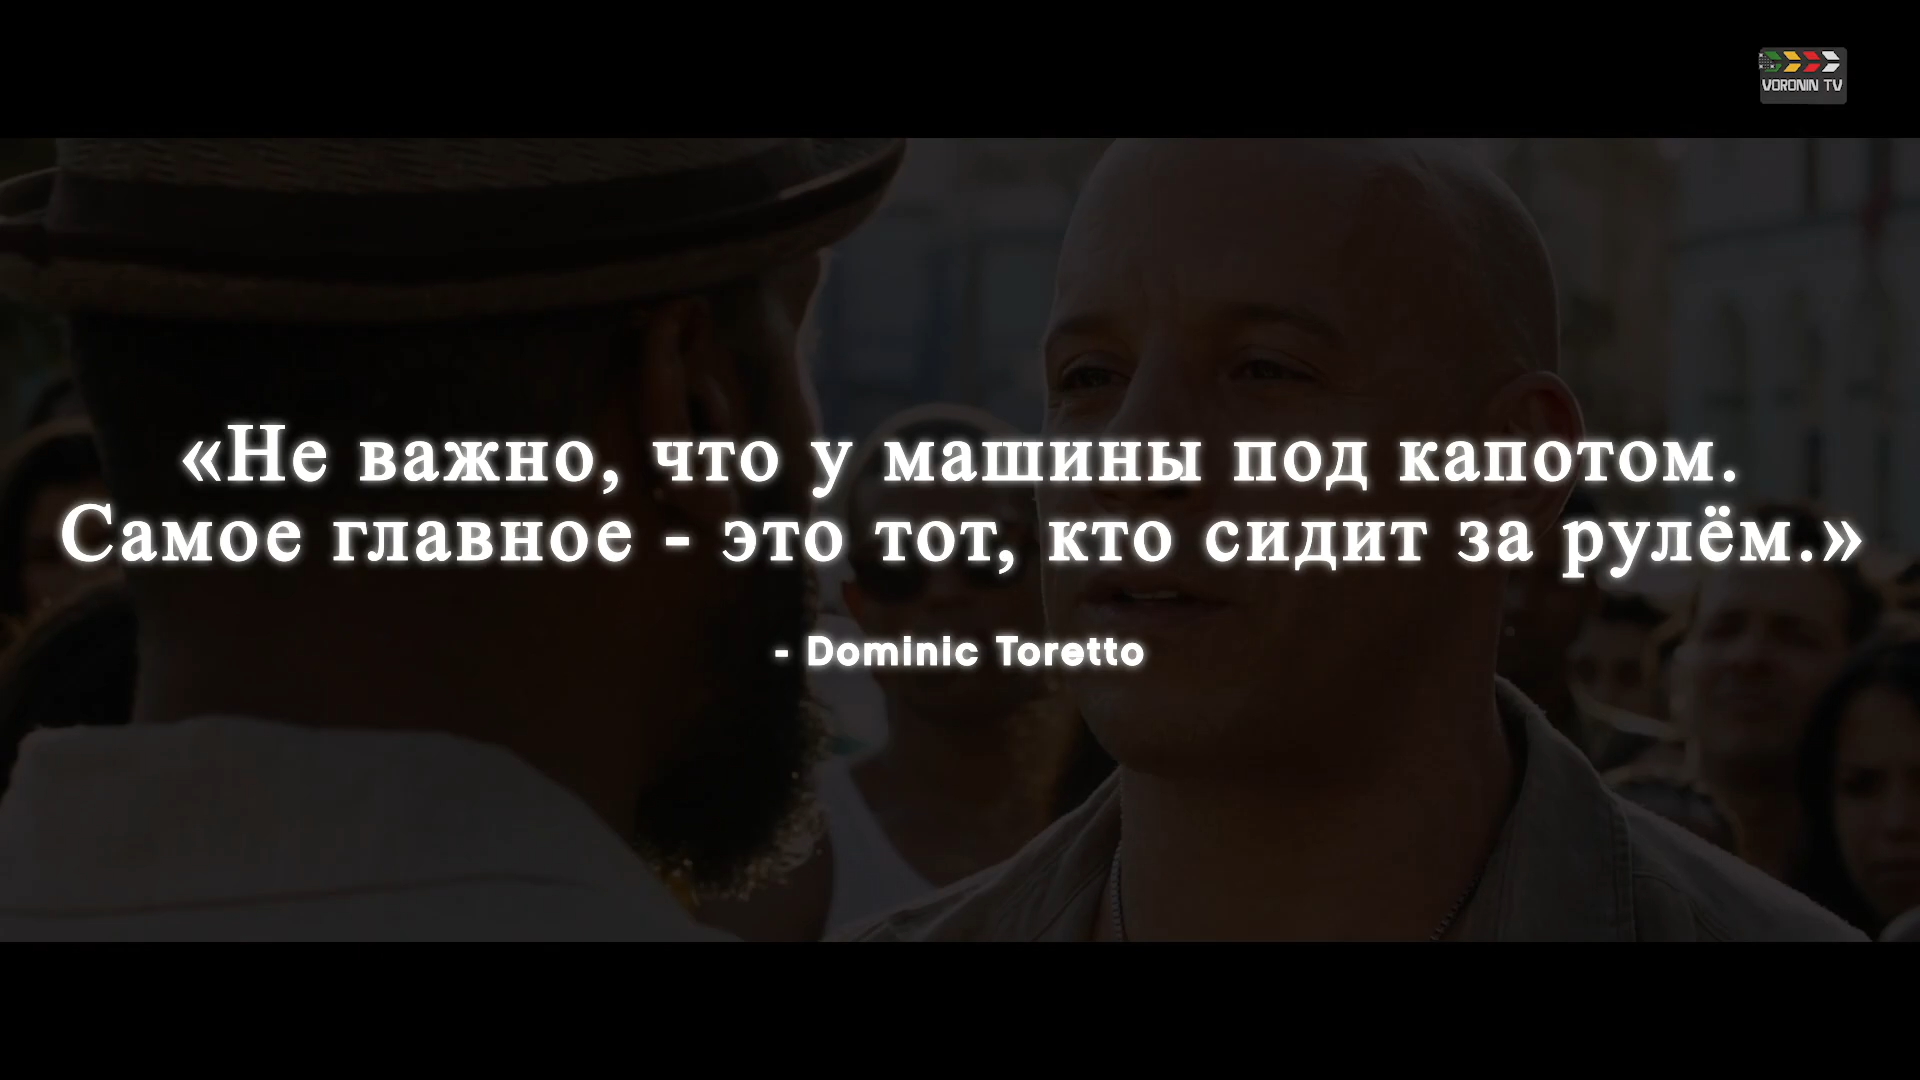 VORONIN TV
«Не важно, что у машины под капотом.
Самое главное - это тот, кто сидит за рулём.»
- Dominic Toretto